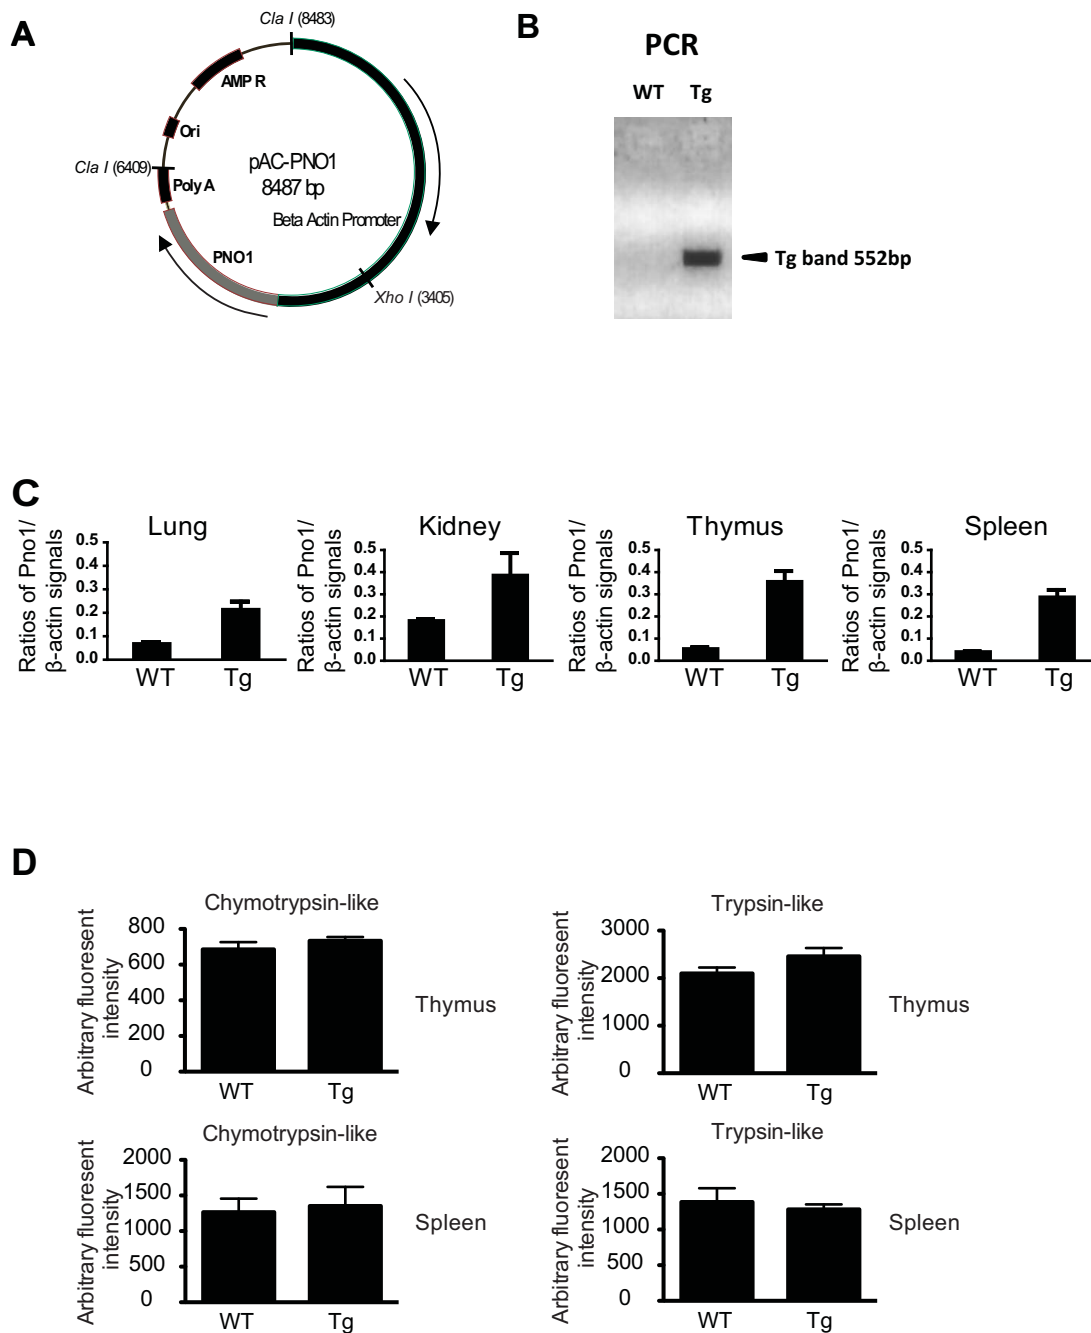 A
Cla I (8483)
AMP R
Ori
Cla I (6409)
Poly A
pAC-PNO1
8487 bp
Beta Actin Promoter
PNO1
Xho I (3405)
B
PCR
WT Tg
Tg band 552bp
C
Lung
Ratios of Pno1/
β-actin signals
0.5
0.4
0.3
0.2
0.1
0.0
WT Tg
Kidney
Ratios of Pno1/
β-actin signals
0.5
0.4
0.3
0.2
0.1
0.0
WT Tg
Thymus
Ratios of Pno1/
β-actin signals
0.5
0.4
0.3
0.2
0.1
0.0
WT Tg
Spleen
Ratios of Pno1/
β-actin signals
0.5
0.4
0.3
0.2
0.1
0.0
WT Tg
D
Chymotrypsin-like
Arbitrary fluoresent
intensity
800
600
400
200
0
WT Tg
Thymus
Trypsin-like
Arbitrary fluoresent
intensity
3000
2000
1000
0
WT Tg
Thymus
Chymotrypsin-like
Arbitrary fluoresent
intensity
2000
1500
1000
500
0
WT Tg
Spleen
Trypsin-like
Arbitrary fluoresent
intensity
2000
1500
1000
500
0
WT Tg
Spleen